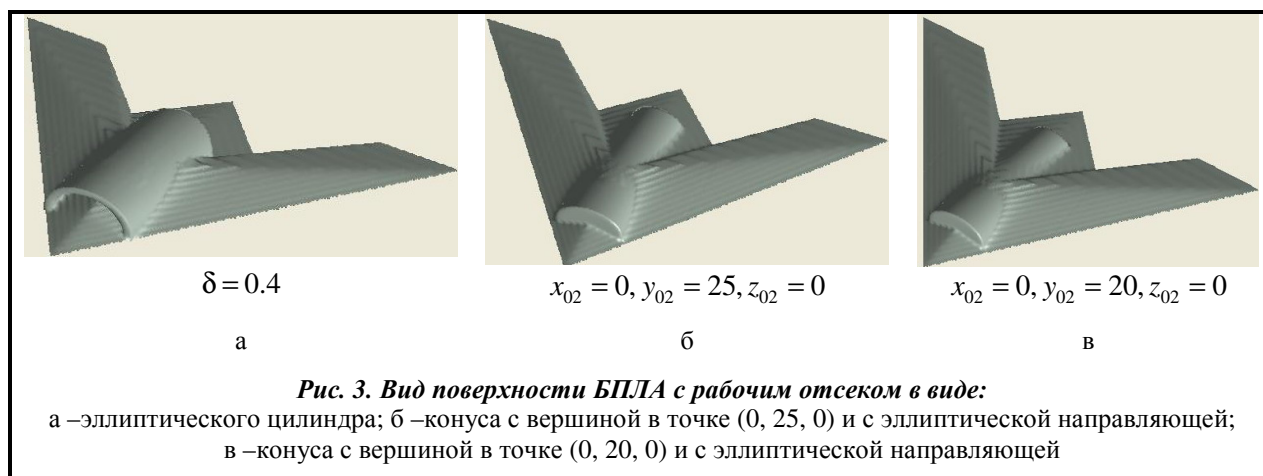 δ = 0.4
x₀₂ = 0, y₀₂ = 25, z₀₂ = 0
x₀₂ = 0, y₀₂ = 20, z₀₂ = 0
а
б
в
Рис. 3. Вид поверхности БПЛА с рабочим отсеком в виде:
а –эллиптического цилиндра; б –конуса с вершиной в точке (0, 25, 0) и с эллиптической направляющей;
в –конуса с вершиной в точке (0, 20, 0) и с эллиптической направляющей